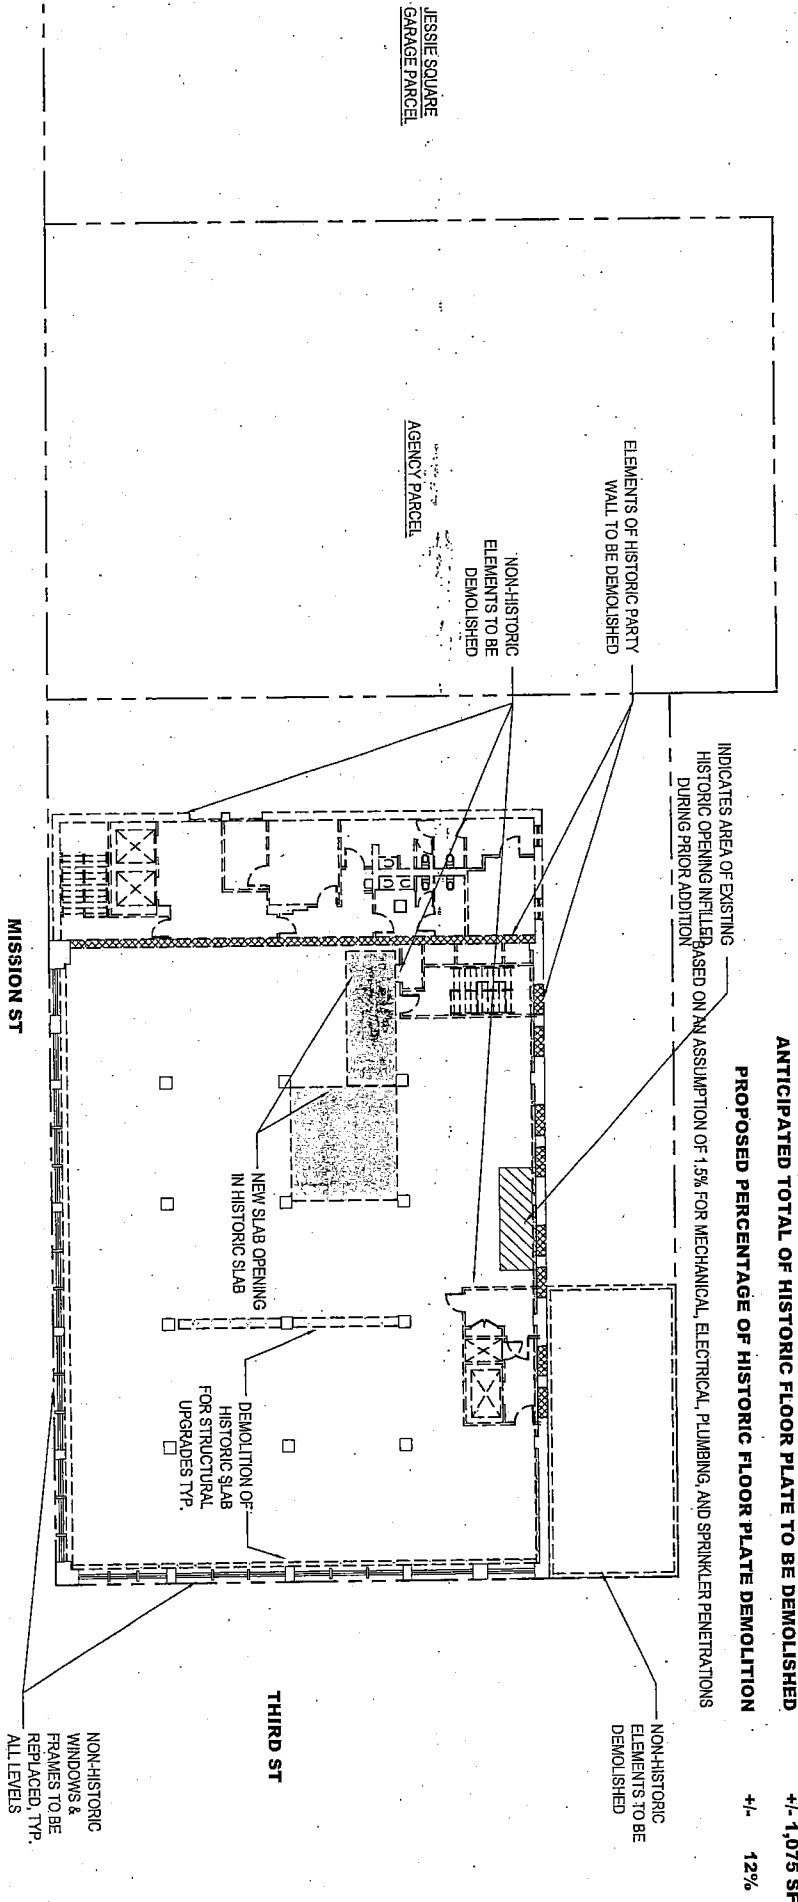 ANTICIPATED TOTAL OF HISTORIC FLOOR PLATE TO BE DEMOLISHED +/- 1,075 SF
PROPOSED PERCENTAGE OF HISTORIC FLOOR PLATE DEMOLITION +/- 12%
BASED ON AN ASSUMPTION OF 1.5% FOR MECHANICAL, ELECTRICAL, PLUMBING, AND SPRINKLER PENETRATIONS
INDICATES AREA OF EXISTING
HISTORIC OPENING INFILLED
DURING PRIOR ADDITION
ELEMENTS OF HISTORIC PARTY
WALL TO BE DEMOLISHED
NON-HISTORIC
ELEMENTS TO BE
DEMOLISHED
JESSIE SQUARE
GARAGE PARCEL
AGENCY PARCEL
NON-HISTORIC
ELEMENTS TO BE
DEMOLISHED
NEW SLAB OPENING
IN HISTORIC SLAB
DEMOLITION OF
HISTORIC SLAB
FOR STRUCTURAL
UPGRADES TYP.
THIRD ST
MISSION ST
NON-HISTORIC
WINDOWS &
FRAMES TO BE
REPLACED, TYP.
ALL LEVELS